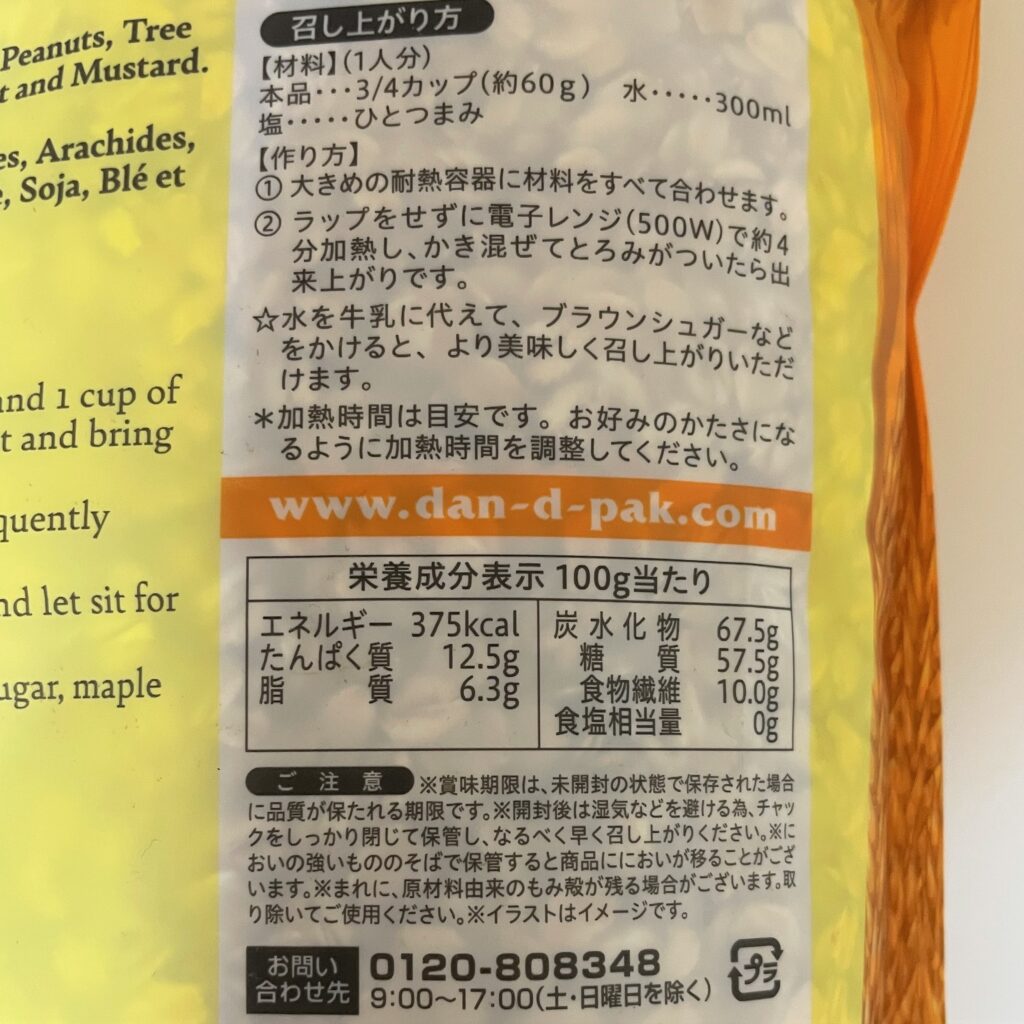 Peanuts, Tree
and Mustard.
Arachides,
Soja, Blé et
and 1 cup of
and bring
and let sit for
maple
召し上がり方
【材料】(1人分)
本品・・・3/4カップ(約60g) 水・・・・・300ml
塩・・・・・ひとつまみ
【作り方】
① 大きめの耐熱容器に材料をすべて合わせます。
② ラップをせずに電子レンジ(500W)で約4
分加熱し、かき混ぜてとろみがついたら出
来上がりです。
☆水を牛乳に代えて、ブラウンシュガーなど
をかけると、より美味しく召し上がりいただ
けます。
＊加熱時間は目安です。お好みのかたさにな
るように加熱時間を調整してください。
www.dan-d-pak.com
栄養成分表示 100g当たり
エネルギー 375kcal
たんぱく質 12.5g
脂質 6.3g
炭水化物 67.5g
糖質 57.5g
食物繊維 10.0g
食塩相当量 0g
ご注意 ※賞味期限は、未開封の状態で保存された場合
に品質が保たれる期限です。※開封後は湿気などを避ける為、チャッ
クをしっかり閉じて保管し、なるべく早く召し上がりください。※に
おいの強いもののそばで保管すると商品ににおいが移ることがござ
います。※まれに、原材料由来のもみ殻が残る場合がございます。取
り除いてご使用ください。※イラストはイメージです。
お問い
合わせ先
0120-808348
9:00〜17:00(土・日曜日を除く)
プラ